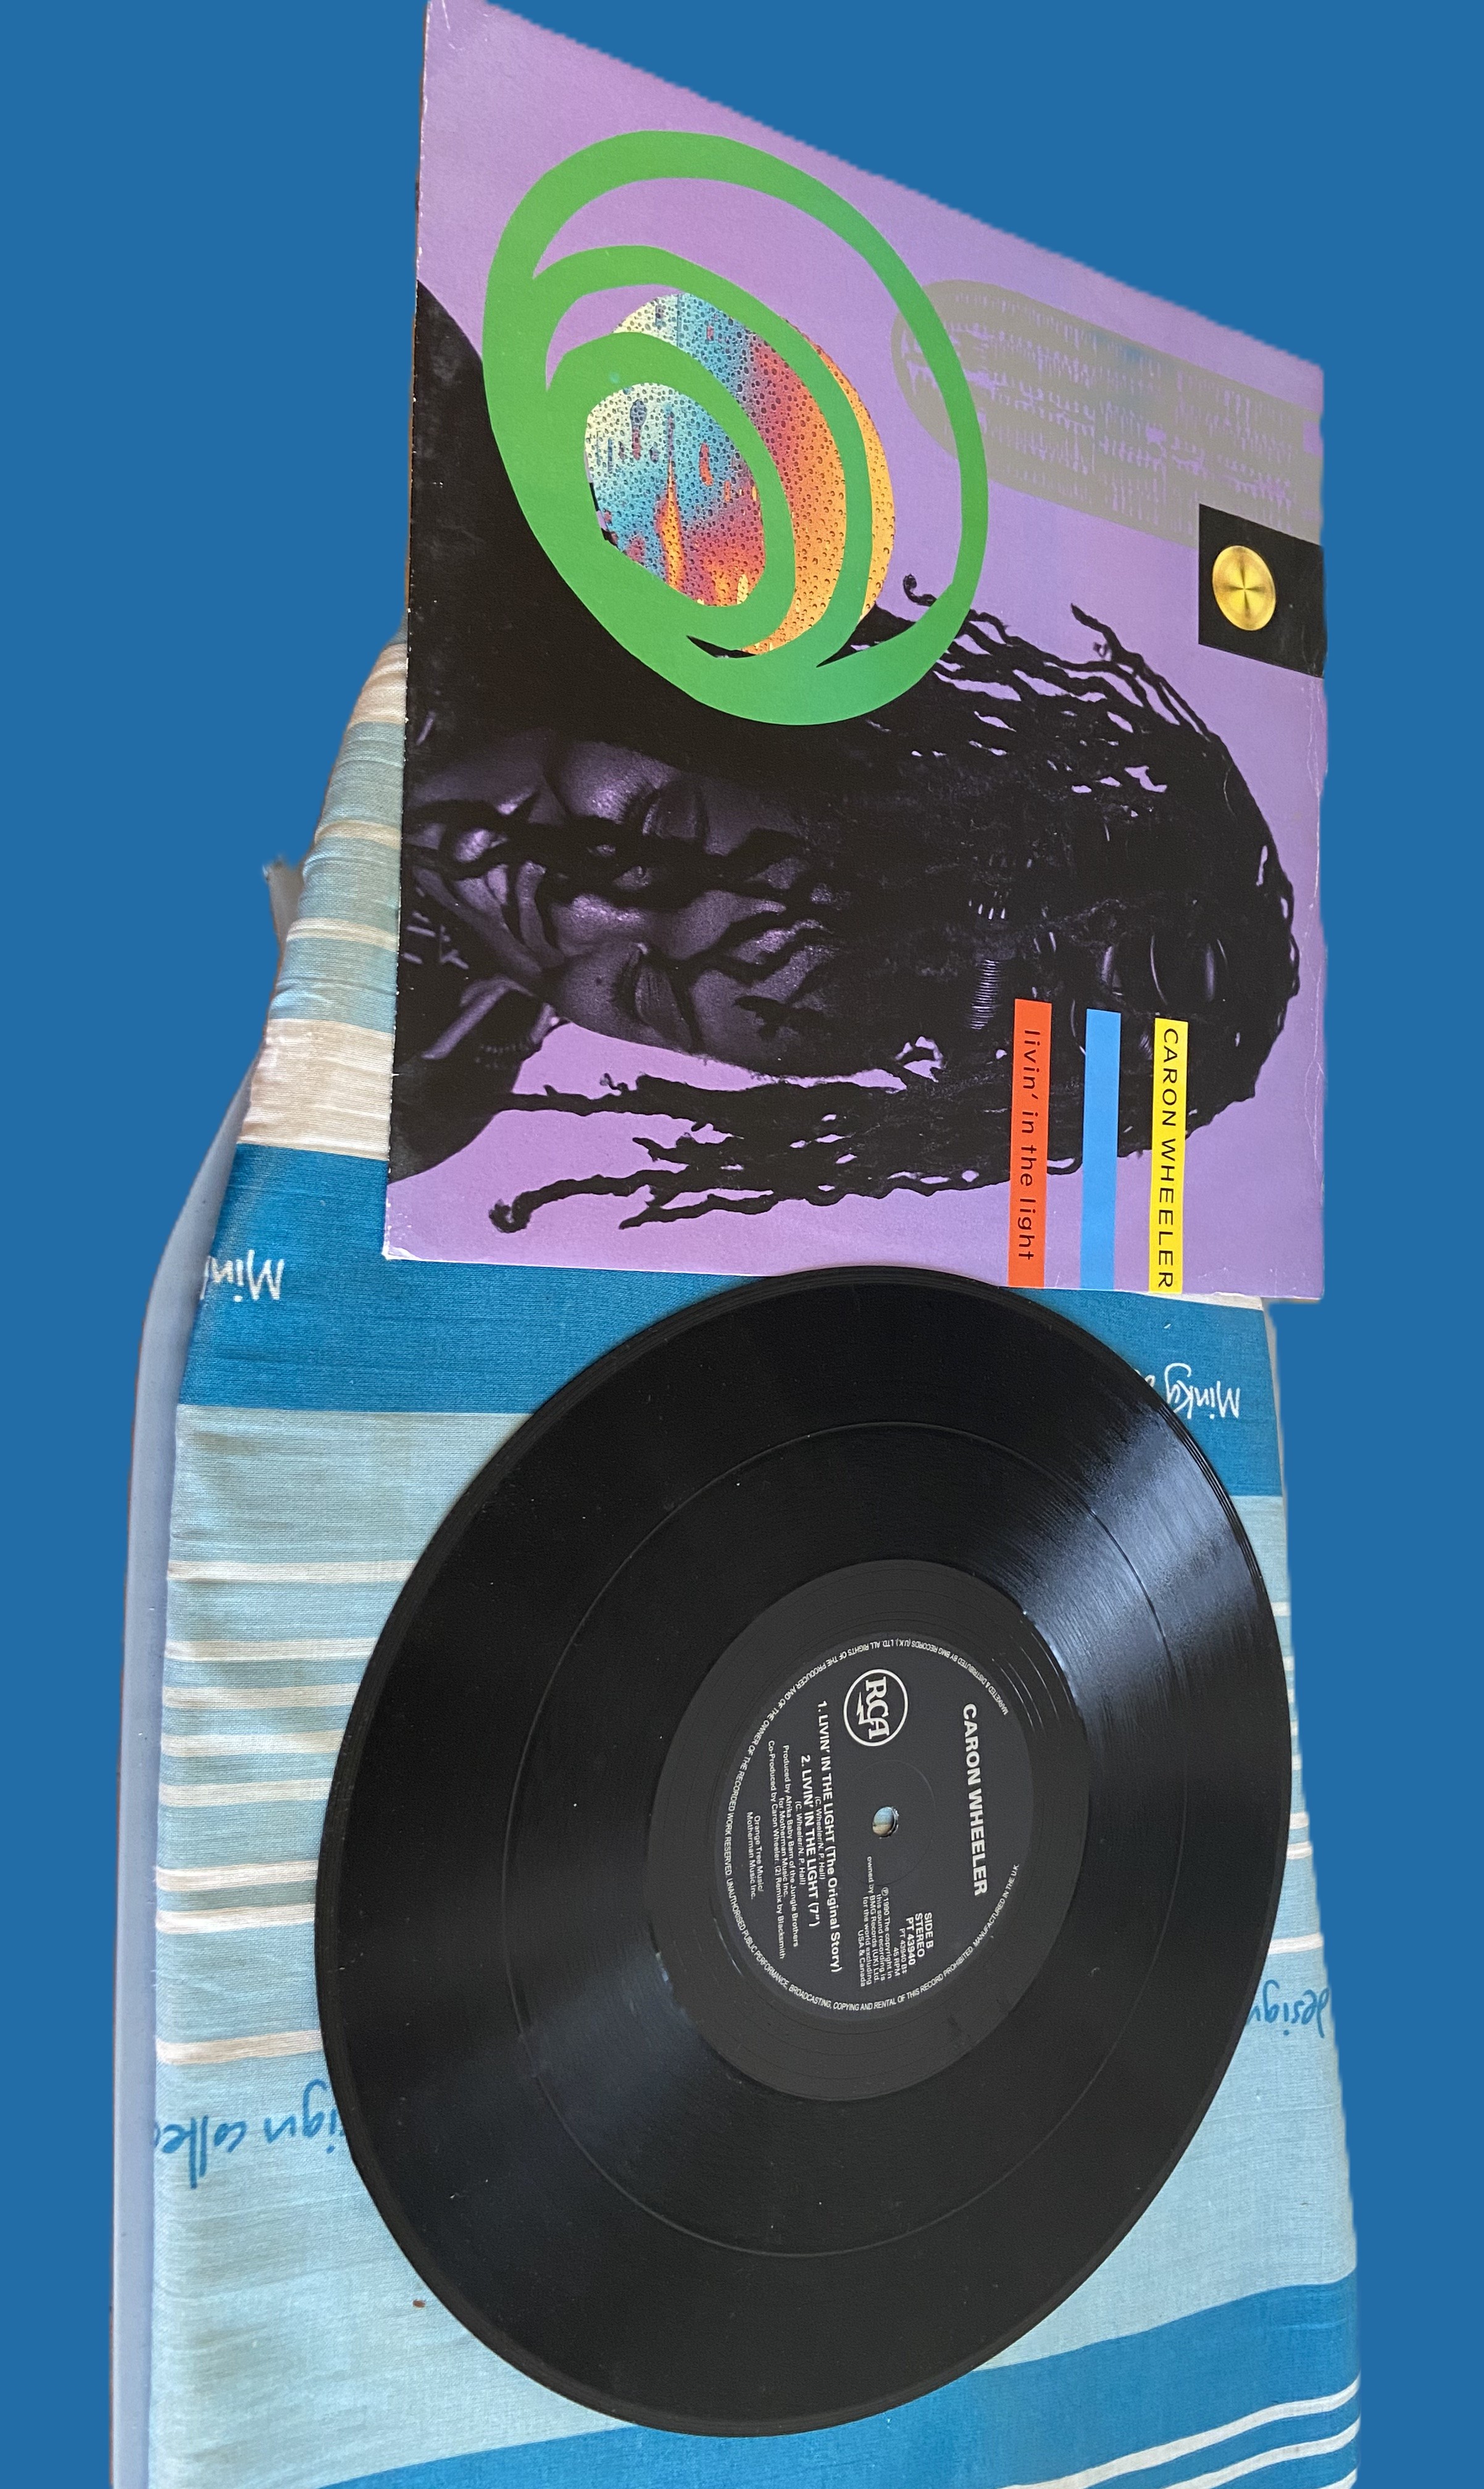 CARON WHEELER
livin' in the light
Minky
design
CARON WHEELER
MARKETED & DISTRIBUTED BY BMG RECORDS (U.K.) LTD. ALL RIGHTS OF THE PRODUCER AND OF THE OWNER OF THE RECORDED WORK RESERVED. UNAUTHORISED PUBLIC PERFORMANCE, BROADCASTING, COPYING AND RENTAL OF THIS RECORD PROHIBITED. MANUFACTURED IN THE U.K.
SIDE B
STEREO
PT 43940
PT 43940 B‡
45 RPM
℗ 1990 The copyright in
this sound recording is
owned by BMG Records (UK) Ltd.
for the world excluding
USA & Canada
RCA
1. LIVIN' IN THE LIGHT (The Original Story)
(C. Wheeler/N. P. Hall)
2. LIVIN' IN THE LIGHT (7")
(C. Wheeler/N. P. Hall)
Produced by Afrika Baby Bam of the Jungle Brothers
for Motherman Music Inc.
Co-Produced by Caron Wheeler. (2) Remix by Blacksmith
Orange Tree Music/
Motherman Music Inc.
Mink
ign colle